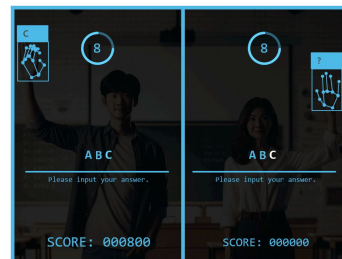 C
8
ABC
Please input your answer.
SCORE: 000800
8
?
ABC
Please input your answer.
SCORE: 000000